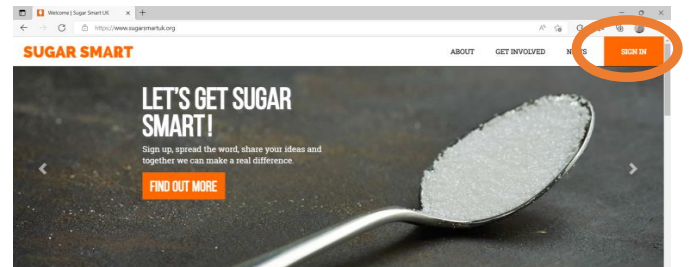 Welcome | Sugar Smart UK
https://www.sugarsmartuk.org
SUGAR SMART
ABOUT GET INVOLVED SIGN IN
LET'S GET SUGAR
SMART!
Sign up, spread the word, share your ideas and
together we can make a real difference.
FIND OUT MORE